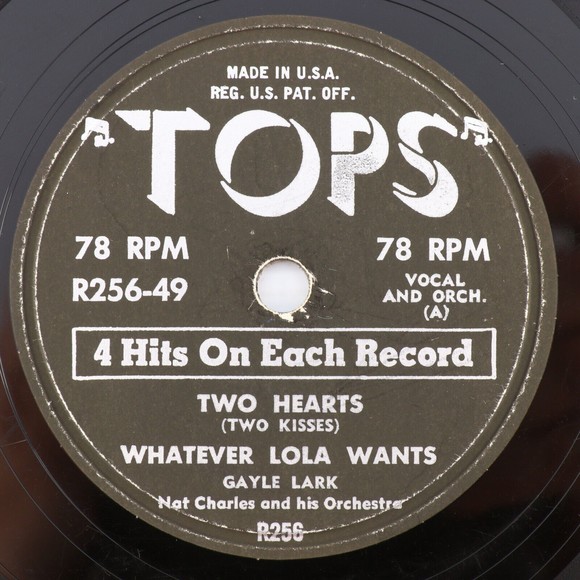 MADE IN U.S.A.
REG. U.S. PAT. OFF.
TOPS
78 RPM
R256-49
78 RPM
VOCAL
AND ORCH.
(A)
4 Hits On Each Record
TWO HEARTS
(TWO KISSES)
WHATEVER LOLA WANTS
GAYLE LARK
Nat Charles and his Orchestra
R256